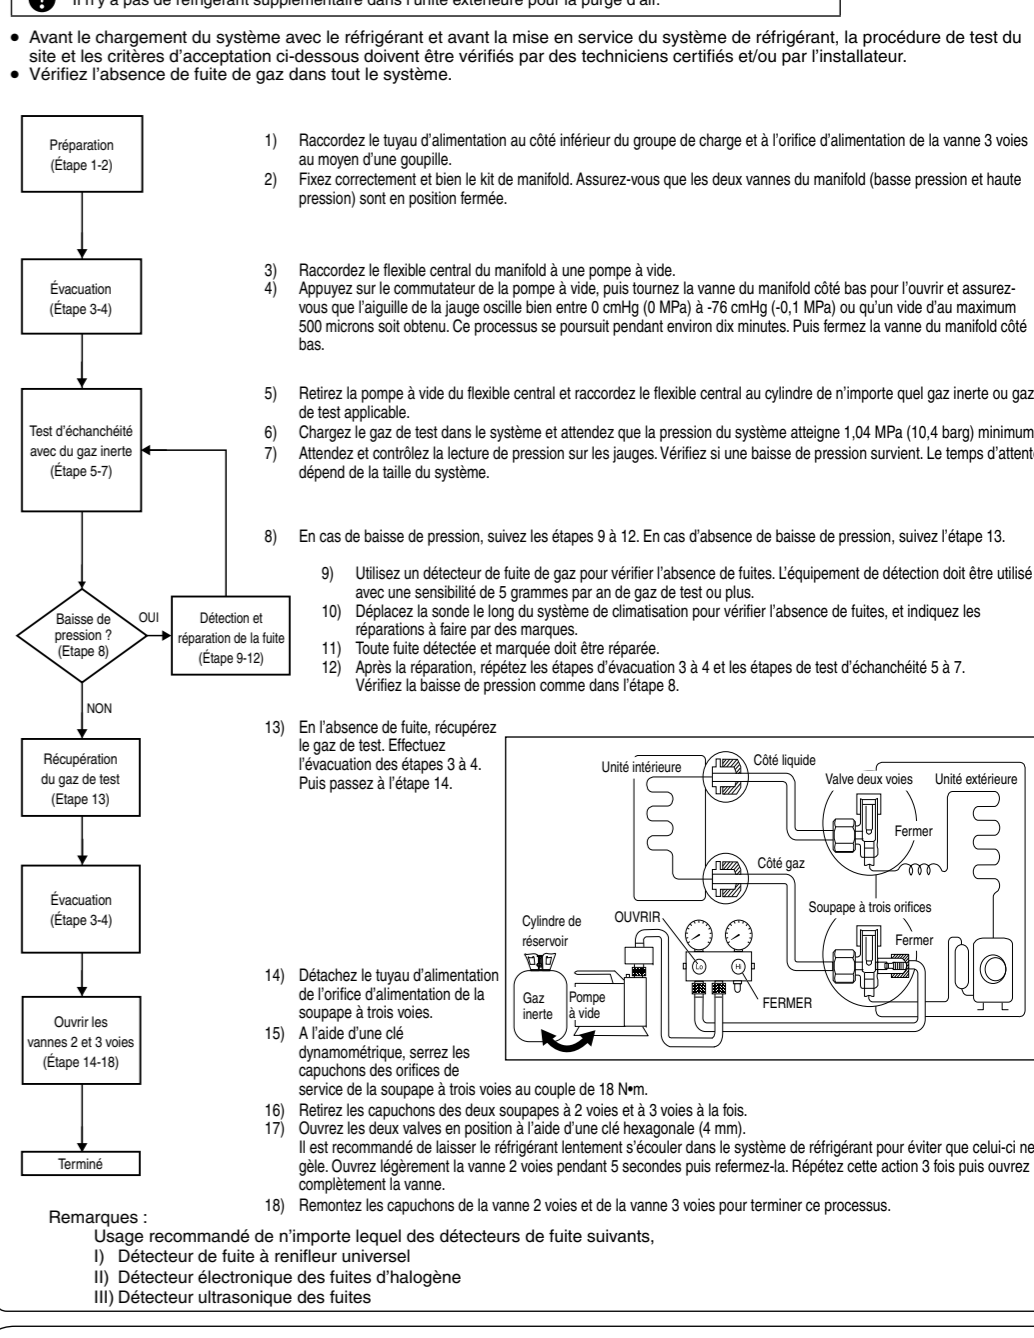 Il n'y a pas de réfrigérant supplémentaire dans l'unité extérieure pour la purge d'air.
● Avant le chargement du système avec le réfrigérant et avant la mise en service du système de réfrigérant, la procédure de test du
site et les critères d'acceptation ci-dessous doivent être vérifiés par des techniciens certifiés et/ou par l'installateur.
● Vérifiez l'absence de fuite de gaz dans tout le système.
Préparation
(Étape 1-2)
1) Raccordez le tuyau d'alimentation au côté inférieur du groupe de charge et à l'orifice d'alimentation de la vanne 3 voies
au moyen d'une goupille.
2) Fixez correctement et bien le kit de manifold. Assurez-vous que les deux vannes du manifold (basse pression et haute
pression) sont en position fermée.
Évacuation
(Étape 3-4)
3) Raccordez le flexible central du manifold à une pompe à vide.
4) Appuyez sur le commutateur de la pompe à vide, puis tournez la vanne du manifold côté bas pour l'ouvrir et assurez-
vous que l'aiguille de la jauge oscille bien entre 0 cmHg (0 MPa) à -76 cmHg (-0,1 MPa) ou qu'un vide d'au maximum
500 microns soit obtenu. Ce processus se poursuit pendant environ dix minutes. Puis fermez la vanne du manifold côté
bas.
Test d'échanchéité
avec du gaz inerte
(Étape 5-7)
5) Retirez la pompe à vide du flexible central et raccordez le flexible central au cylindre de n'importe quel gaz inerte ou gaz
de test applicable.
6) Chargez le gaz de test dans le système et attendez que la pression du système atteigne 1,04 MPa (10,4 barg) minimum
7) Attendez et contrôlez la lecture de pression sur les jauges. Vérifiez si une baisse de pression survient. Le temps d'attent
dépend de la taille du système.
8) En cas de baisse de pression, suivez les étapes 9 à 12. En cas d'absence de baisse de pression, suivez l'étape 13.
Baisse de
pression ?
(Etape 8)
OUI
NON
Détection et
réparation de la fuite
(Étape 9-12)
9) Utilisez un détecteur de fuite de gaz pour vérifier l'absence de fuites. L'équipement de détection doit être utilisé
avec une sensibilité de 5 grammes par an de gaz de test ou plus.
10) Déplacez la sonde le long du système de climatisation pour vérifier l'absence de fuites, et indiquez les
réparations à faire par des marques.
11) Toute fuite détectée et marquée doit être réparée.
12) Après la réparation, répétez les étapes d'évacuation 3 à 4 et les étapes de test d'échanchéité 5 à 7.
Vérifiez la baisse de pression comme dans l'étape 8.
Récupération
du gaz de test
(Etape 13)
13) En l'absence de fuite, récupérez
le gaz de test. Effectuez
l'évacuation des étapes 3 à 4.
Puis passez à l'étape 14.
Unité intérieure
Côté liquide
Valve deux voies
Unité extérieure
Fermer
Côté gaz
Soupape à trois orifices
Fermer
Cylindre de
réservoir
OUVRIR
Lo
Hi
FERMER
Gaz
inerte
Pompe
à vide
Évacuation
(Étape 3-4)
Ouvrir les
vannes 2 et 3 voies
(Étape 14-18)
Terminé
14) Détachez le tuyau d'alimentation
de l'orifice d'alimentation de la
soupape à trois voies.
15) A l'aide d'une clé
dynamométrique, serrez les
capuchons des orifices de
service de la soupape à trois voies au couple de 18 N•m.
16) Retirez les capuchons des deux soupapes à 2 voies et à 3 voies à la fois.
17) Ouvrez les deux valves en position à l'aide d'une clé hexagonale (4 mm).
Il est recommandé de laisser le réfrigérant lentement s'écouler dans le système de réfrigérant pour éviter que celui-ci ne
gèle. Ouvrez légèrement la vanne 2 voies pendant 5 secondes puis refermez-la. Répétez cette action 3 fois puis ouvrez
complètement la vanne.
18) Remontez les capuchons de la vanne 2 voies et de la vanne 3 voies pour terminer ce processus.
Remarques :
Usage recommandé de n'importe lequel des détecteurs de fuite suivants,
I) Détecteur de fuite à renifleur universel
II) Détecteur électronique des fuites d'halogène
III) Détecteur ultrasonique des fuites